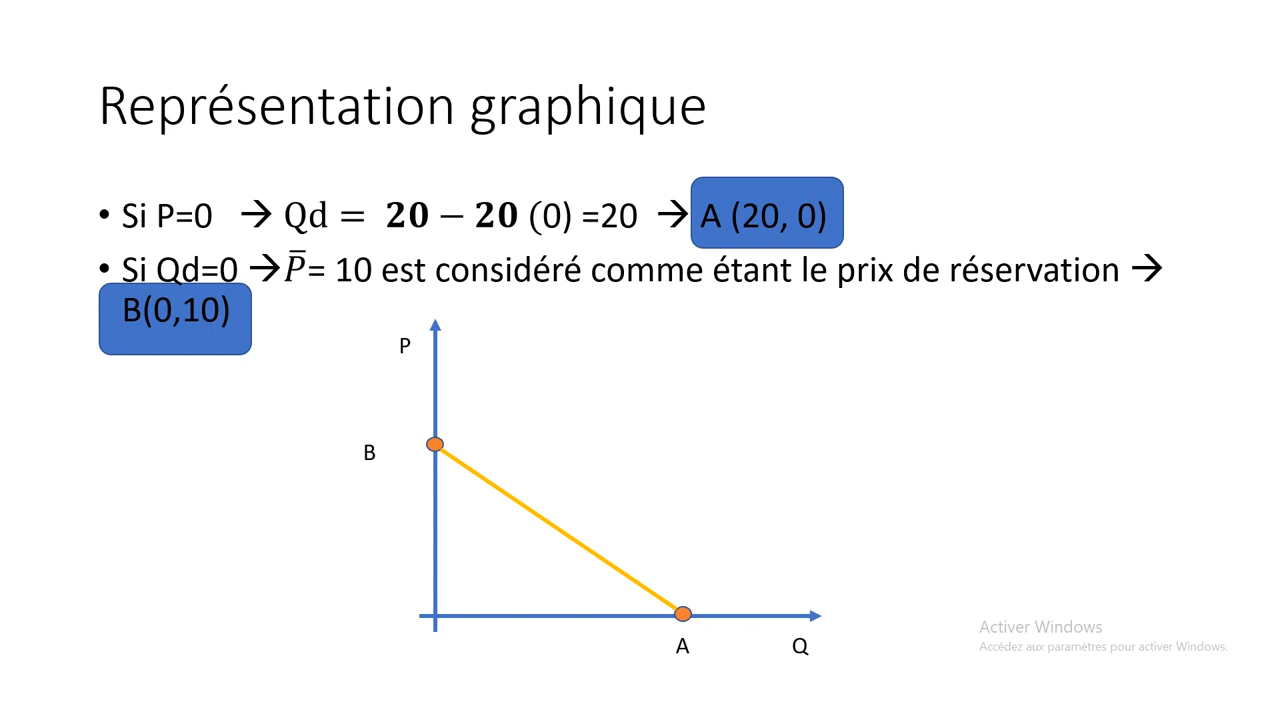 Représentation graphique
• Si P=0 → Qd = 20 − 20 (0) =20 → A (20, 0)
• Si Qd=0 → P̅= 10 est considéré comme étant le prix de réservation →
B(0,10)
P
B
A
Q
Activer Windows
Accédez aux paramètres pour activer Windows.